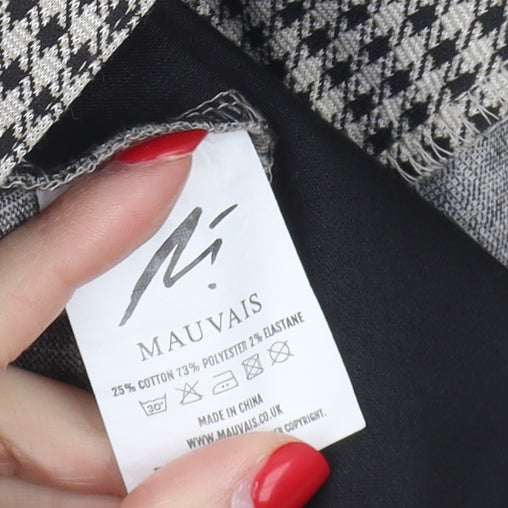 MAUVAIS
25% COTTON 73% POLYESTER 2% ELASTANE
30°
MADE IN CHINA
WWW.MAUVAIS.CO.UK
COPYRIGHT.